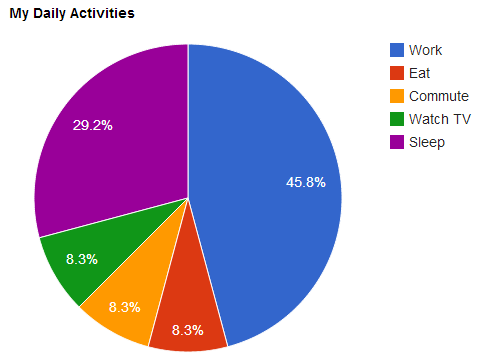 My Daily Activities
Work
Eat
Commute
Watch TV
Sleep
29.2%
45.8%
8.3%
8.3%
8.3%